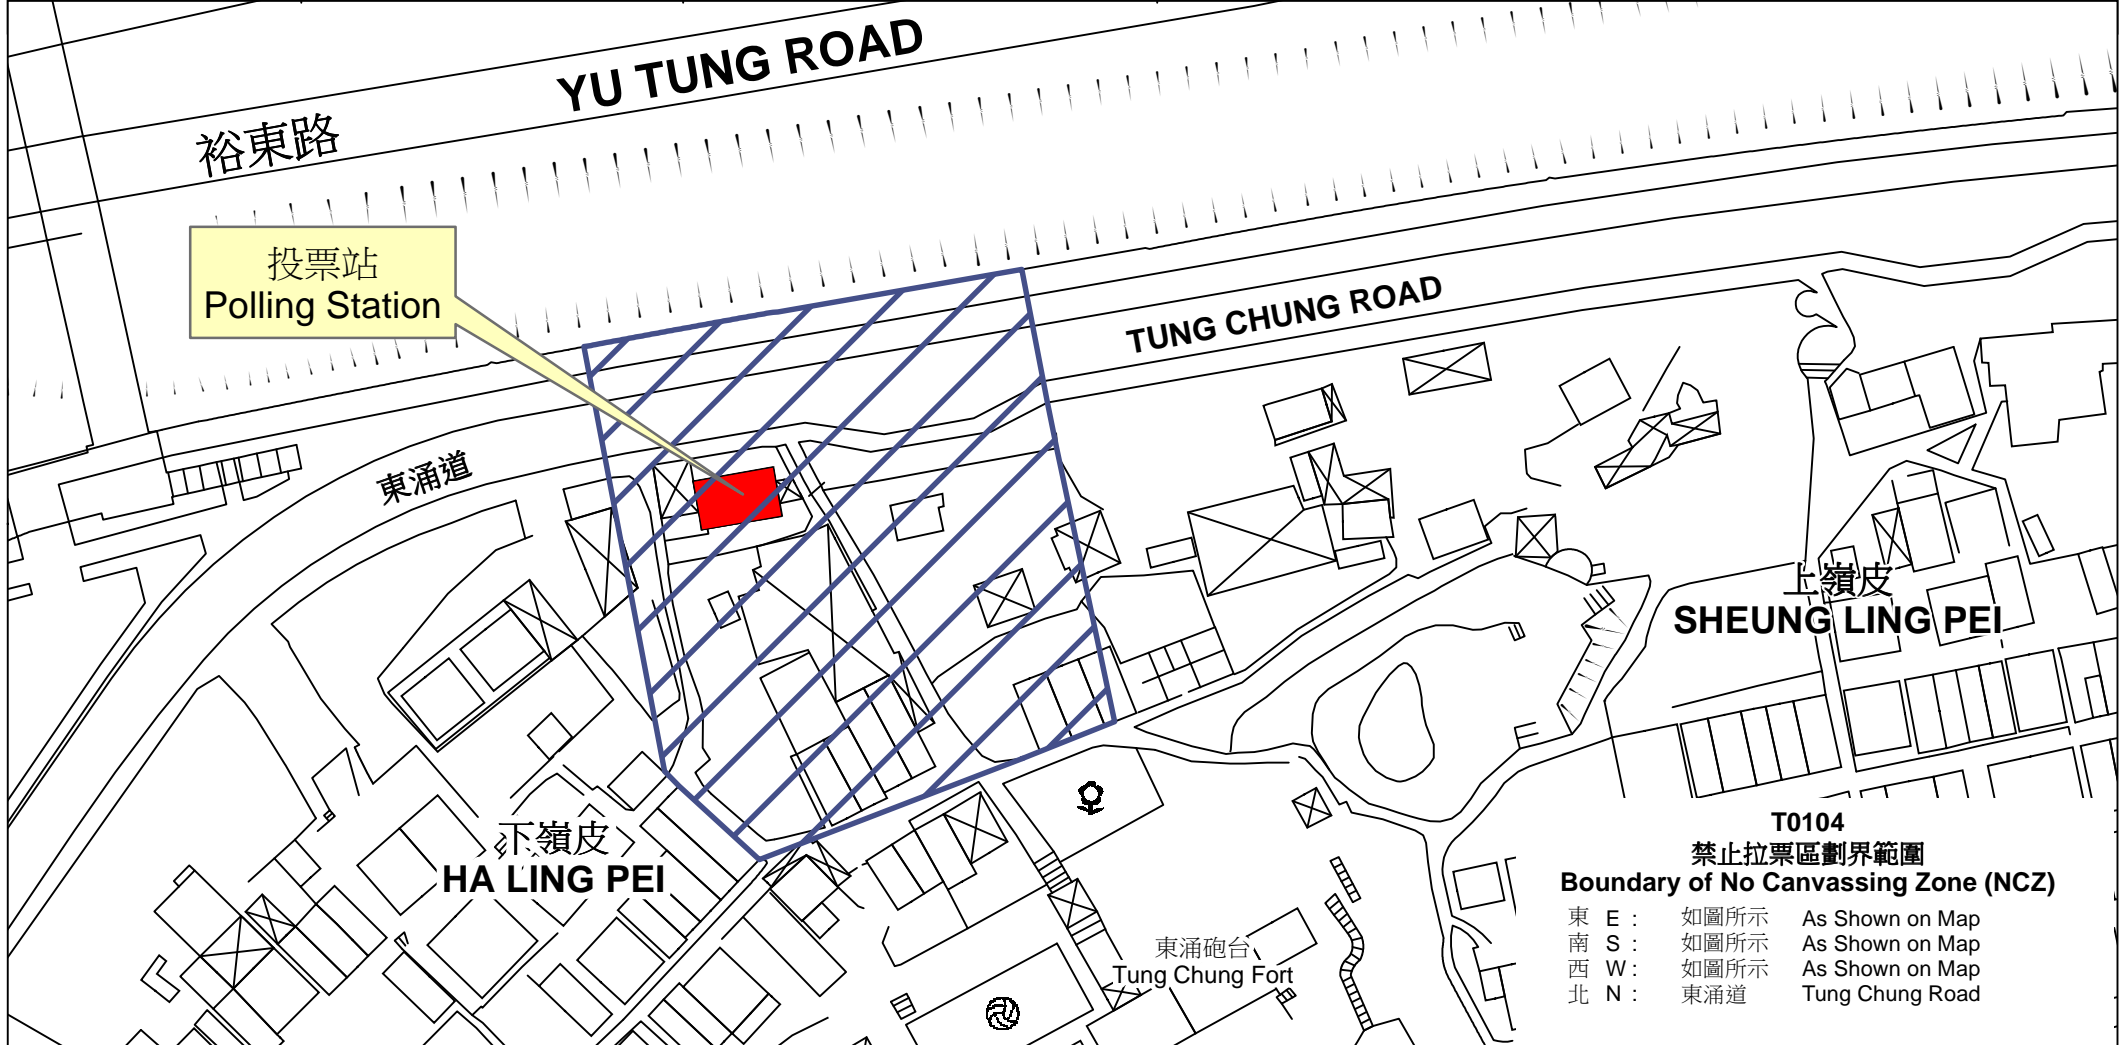 YU TUNG ROAD
裕東路
投票站
Polling Station
TUNG CHUNG ROAD
東涌道
上嶺皮
SHEUNG LING PEI
下嶺皮
HA LING PEI
東涌砲台
Tung Chung Fort
T0104
禁止拉票區劃界範圍
Boundary of No Canvassing Zone (NCZ)
東 E : 如圖所示 As Shown on Map
南 S : 如圖所示 As Shown on Map
西 W : 如圖所示 As Shown on Map
北 N : 東涌道 Tung Chung Road